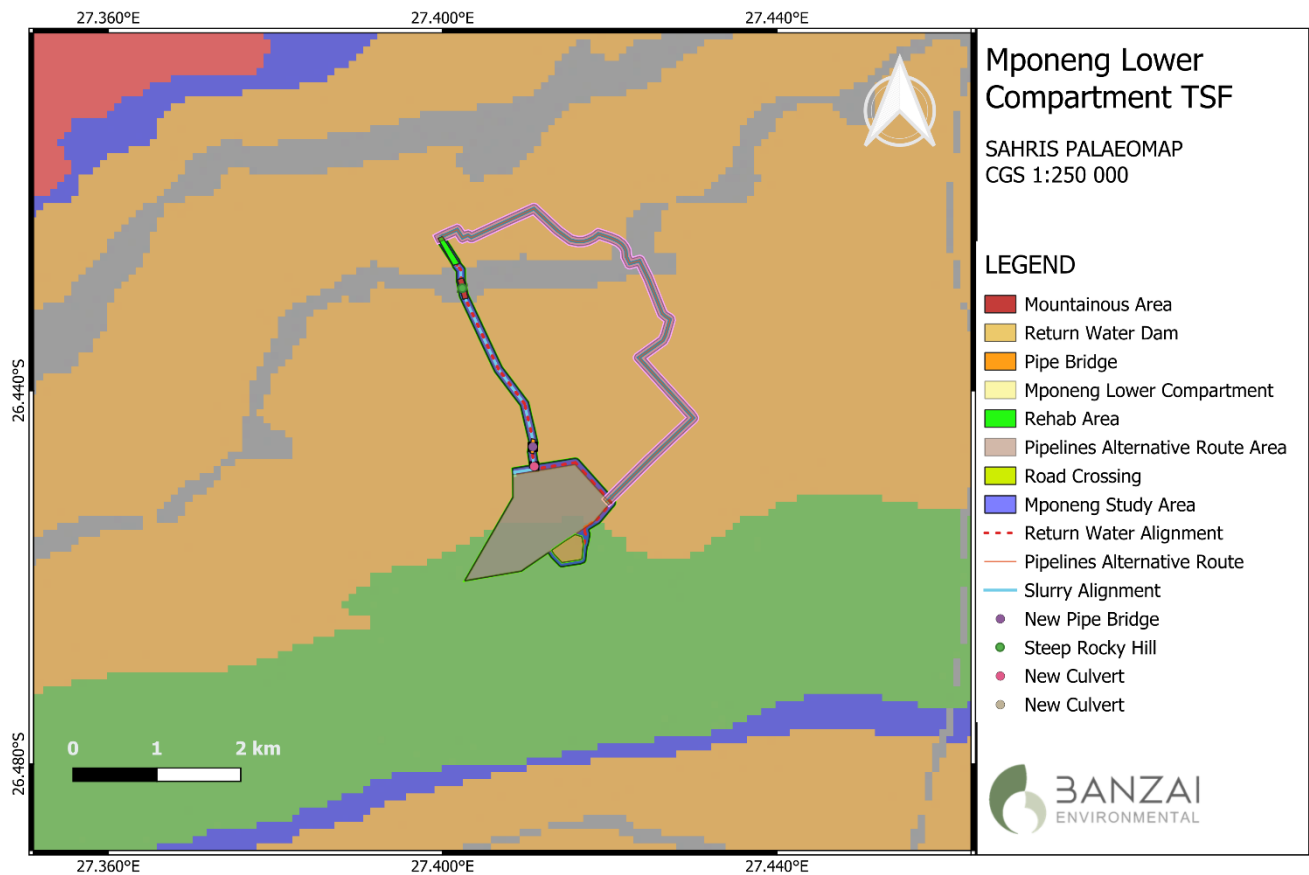 27.360°E 27.400°E 27.440°E
Mponeng Lower
Compartment TSF
SAHRIS PALAEOMAP
CGS 1:250 000
LEGEND
Mountainous Area
Return Water Dam
Pipe Bridge
Mponeng Lower Compartment
Rehab Area
Pipelines Alternative Route Area
Road Crossing
Mponeng Study Area
Return Water Alignment
Pipelines Alternative Route
Slurry Alignment
New Pipe Bridge
Steep Rocky Hill
New Culvert
New Culvert
BANZAI
ENVIRONMENTAL
26.440°S
26.480°S
0 1 2 km
27.360°E 27.400°E 27.440°E